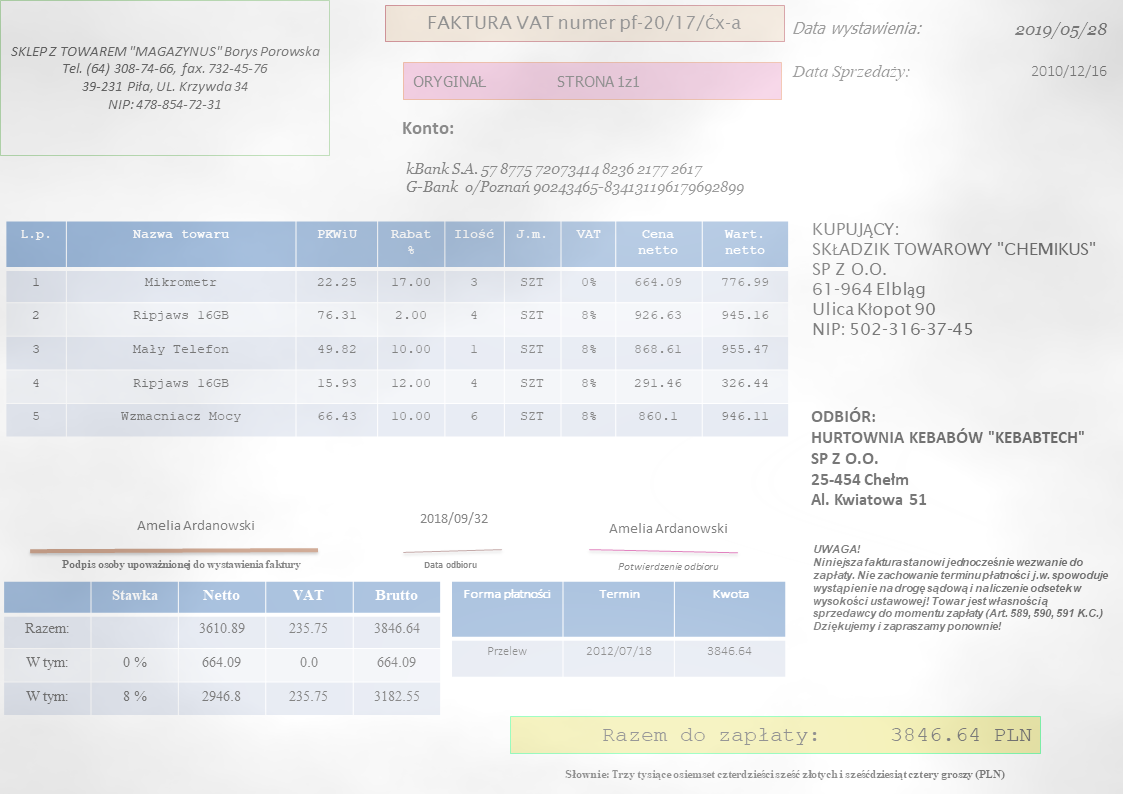 SKLEP Z TOWAREM "MAGAZYNUS" Borys Porowska
Tel. (64) 308-74-66, fax. 732-45-76
39-231 Piła, UL. Krzywda 34
NIP: 478-854-72-31
FAKTURA VAT numer pf-20/17/Ćx-a
ORYGINAŁ STRONA 1z1
Data wystawienia: 2019/05/28
Data Sprzedaży: 2010/12/16
Konto:
kBank S.A. 57 8775 72073414 8236 2177 2617
G-Bank o/Poznań 90243465-834131196179692899
L.p. Nazwa towaru PKWiU Rabat % Ilość J.m. VAT Cena netto Wart. netto
1 Mikrometr 22.25 17.00 3 SZT 0% 664.09 776.99
2 Ripjaws 16GB 76.31 2.00 4 SZT 8% 926.63 945.16
3 Mały Telefon 49.82 10.00 1 SZT 8% 868.61 955.47
4 Ripjaws 16GB 15.93 12.00 4 SZT 8% 291.46 326.44
5 Wzmacniacz Mocy 66.43 10.00 6 SZT 8% 860.1 946.11
KUPUJĄCY:
SKŁADZIK TOWAROWY "CHEMIKUS"
SP Z O.O.
61-964 Elbląg
Ulica Kłopot 90
NIP: 502-316-37-45
ODBIÓR:
HURTOWNIA KEBABÓW "KEBABTECH"
SP Z O.O.
25-454 Chełm
Al. Kwiatowa 51
Amelia Ardanowski
Podpis osoby upoważnionej do wystawienia faktury
2018/09/32
Data odbioru
Amelia Ardanowski
Potwierdzenie odbioru
UWAGA!
Niniejsza faktura stanowi jednocześnie wezwanie do
zapłaty. Nie zachowanie terminu płatności j.w. spowoduje
wystąpienie na drogę sądową i naliczenie odsetek w
wysokości ustawowej! Towar jest własnością
sprzedawcy do momentu zapłaty (Art. 589, 590, 591 K.C.)
Dziękujemy i zapraszamy ponownie!
Stawka Netto VAT Brutto
Razem: 3610.89 235.75 3846.64
W tym: 0 % 664.09 0.0 664.09
W tym: 8 % 2946.8 235.75 3182.55
Forma płatności Termin Kwota
Przelew 2012/07/18 3846.64
Razem do zapłaty: 3846.64 PLN
Słownie: Trzy tysiące osiemset czterdzieści sześć złotych i sześćdziesiąt cztery groszy (PLN)